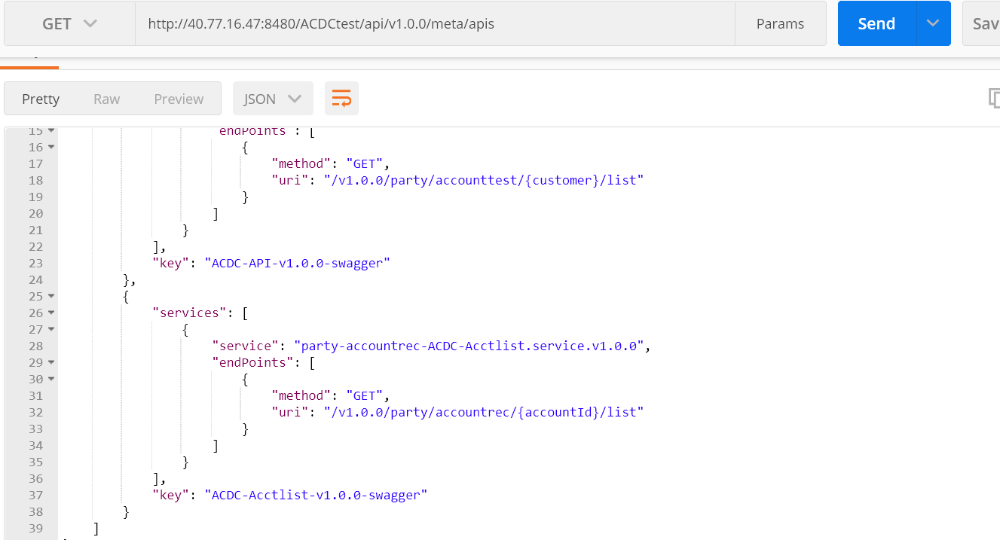 GET http://40.77.16.47:8480/ACDCtest/api/v1.0.0/meta/apis Params Send Sav
Pretty Raw Preview JSON
15 endPoints : [
16 {
17 "method": "GET",
18 "uri": "/v1.0.0/party/accounttest/{customer}/list"
19 }
20 ]
21 }
22 ],
23 "key": "ACDC-API-v1.0.0-swagger"
24 },
25 {
26 "services": [
27 {
28 "service": "party-accountrec-ACDC-Acctlist.service.v1.0.0",
29 "endPoints": [
30 {
31 "method": "GET",
32 "uri": "/v1.0.0/party/accountrec/{accountId}/list"
33 }
34 ]
35 }
36 ],
37 "key": "ACDC-Acctlist-v1.0.0-swagger"
38 }
39 ]